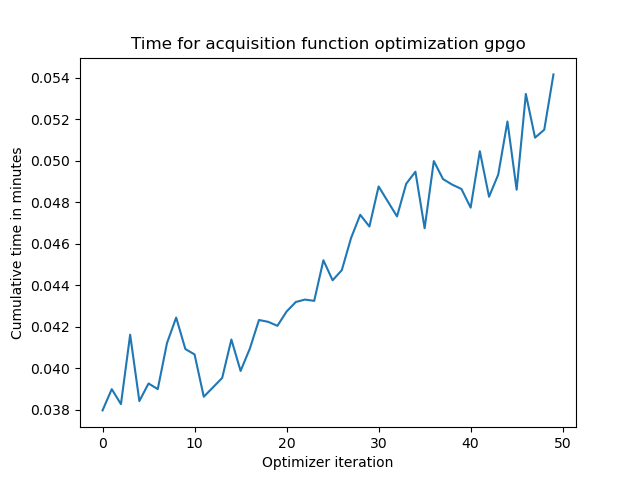 Time for acquisition function optimization gpgo
Cumulative time in minutes
0.054
0.052
0.050
0.048
0.046
0.044
0.042
0.040
0.038
0 10 20 30 40 50
Optimizer iteration